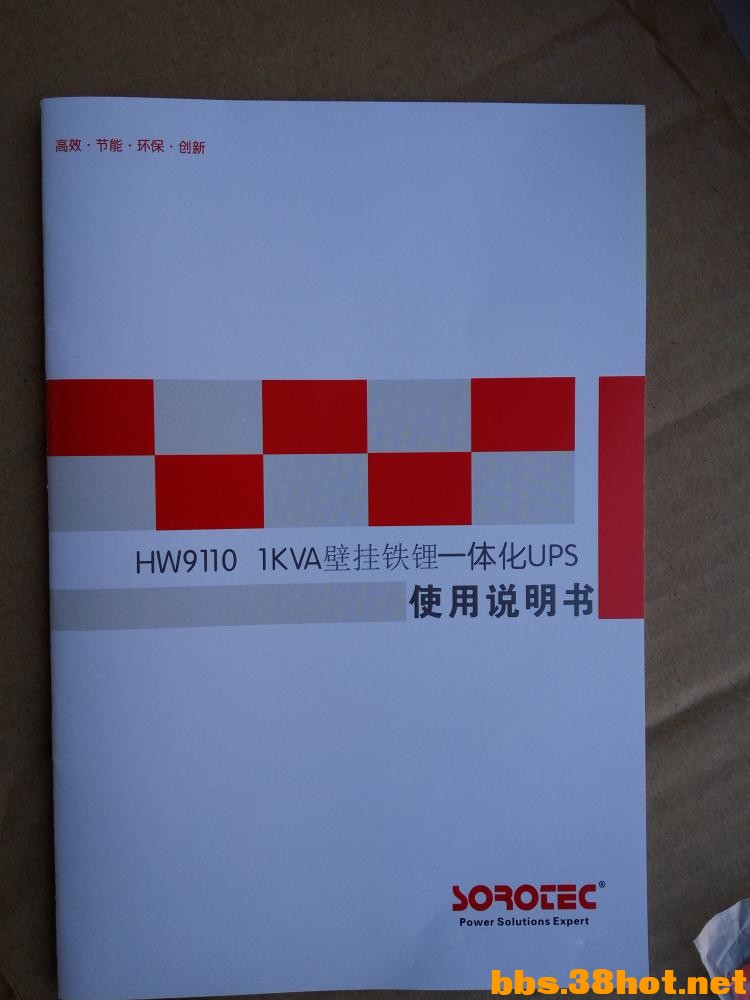 高效·节能·环保·创新
HW9110 1KVA壁挂铁锂一体化UPS
使用说明书
SOROTEC®
Power Solutions Expert
bbs.38hot.net